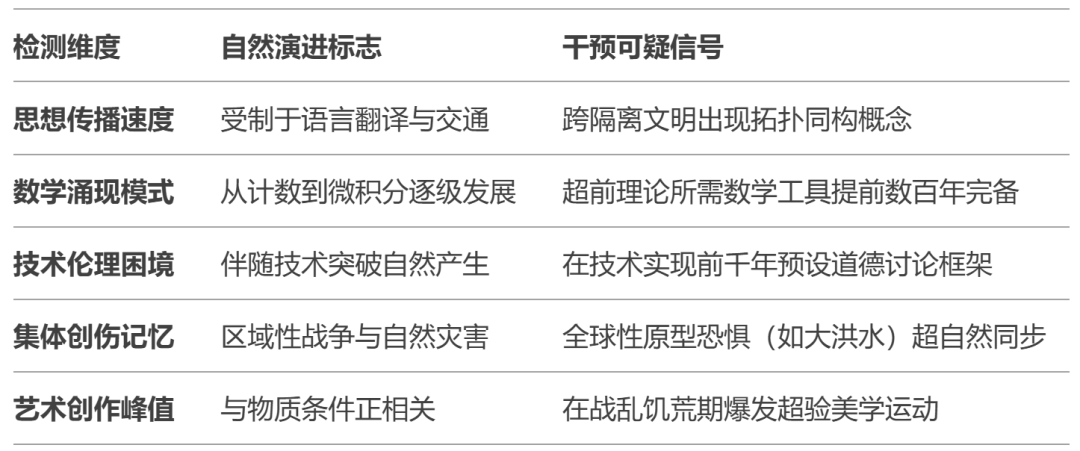 检测维度 自然演进标志 干预可疑信号
思想传播速度 受制于语言翻译与交通 跨隔离文明出现拓扑同构概念
数学涌现模式 从计数到微积分逐级发展 超前理论所需数学工具提前数百年完备
技术伦理困境 伴随技术突破自然产生 在技术实现前千年预设道德讨论框架
集体创伤记忆 区域性战争与自然灾害 全球性原型恐惧（如大洪水）超自然同步
艺术创作峰值 与物质条件正相关 在战乱饥荒期爆发超验美学运动